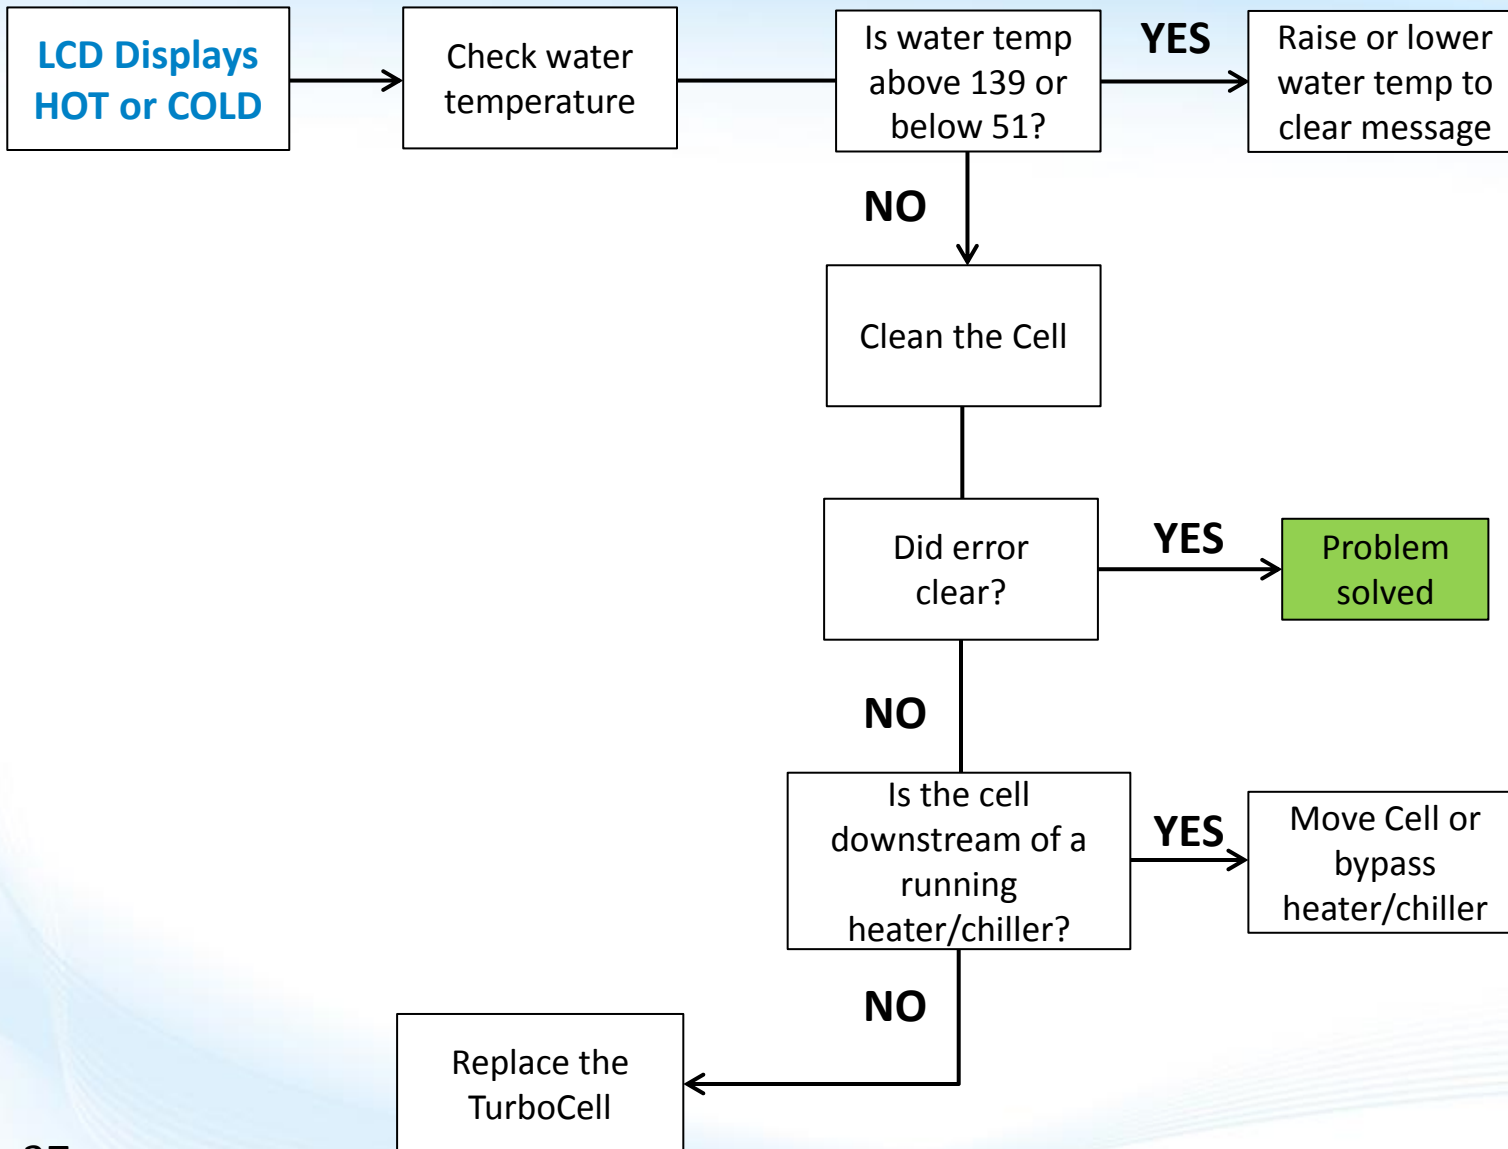 LCD Displays
HOT or COLD
Check water
temperature
Is water temp
above 139 or
below 51?
YES
Raise or lower
water temp to
clear message
NO
Clean the Cell
Did error
clear?
YES
Problem
solved
NO
Is the cell
downstream of a
running
heater/chiller?
YES
Move Cell or
bypass
heater/chiller
NO
Replace the
TurboCell